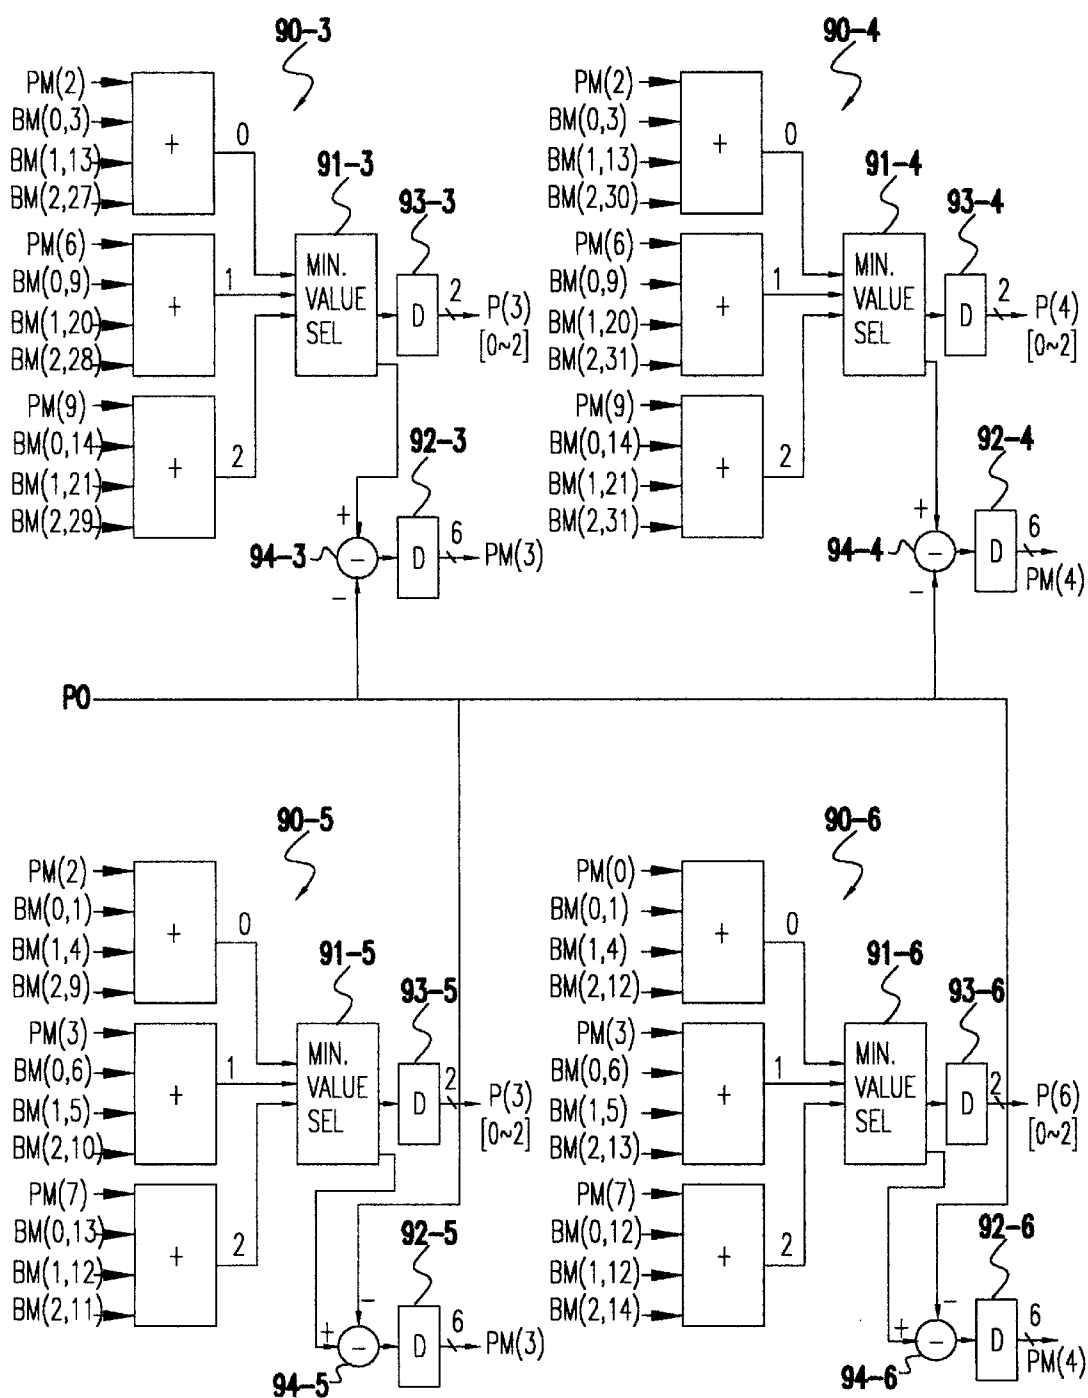 90-3
PM(2)
BM(0,3)
BM(1,13)
BM(2,27)
+
0
PM(6)
BM(0,9)
BM(1,20)
BM(2,28)
+
1
PM(9)
BM(0,14)
BM(1,21)
BM(2,29)
+
2
91-3
MIN.
VALUE
SEL
93-3
D
2
P(3)
[0~2]
92-3
+
94-3
−
−
D
6
PM(3)
90-4
PM(2)
BM(0,3)
BM(1,13)
BM(2,30)
+
0
PM(6)
BM(0,9)
BM(1,20)
BM(2,31)
+
1
PM(9)
BM(0,14)
BM(1,21)
BM(2,31)
+
2
91-4
MIN.
VALUE
SEL
93-4
D
2
P(4)
[0~2]
92-4
+
94-4
−
−
D
6
PM(4)
P0
90-5
PM(2)
BM(0,1)
BM(1,4)
BM(2,9)
+
0
PM(3)
BM(0,6)
BM(1,5)
BM(2,10)
+
1
PM(7)
BM(0,13)
BM(1,12)
BM(2,11)
+
2
91-5
MIN.
VALUE
SEL
93-5
D
2
P(3)
[0~2]
92-5
−
+
−
94-5
D
6
PM(3)
90-6
PM(0)
BM(0,1)
BM(1,4)
BM(2,12)
+
0
PM(3)
BM(0,6)
BM(1,5)
BM(2,13)
+
1
PM(7)
BM(0,12)
BM(1,12)
BM(2,14)
+
2
91-6
MIN.
VALUE
SEL
93-6
D
2
P(6)
[0~2]
92-6
−
+
−
94-6
D
6
PM(4)